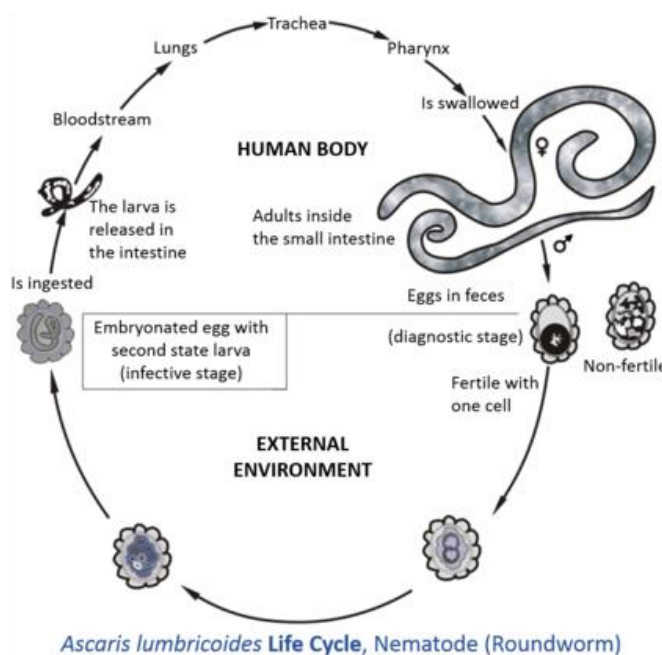 Trachea
Lungs
Pharynx
Is swallowed
Bloodstream
HUMAN BODY
♀
The larva is
released in
the intestine
Adults inside
the small intestine
♂
Is ingested
Eggs in feces
Embryonated egg with
second state larva
(infective stage)
(diagnostic stage)
Non-fertile
Fertile with
one cell
EXTERNAL
ENVIRONMENT
Ascaris lumbricoides Life Cycle, Nematode (Roundworm)